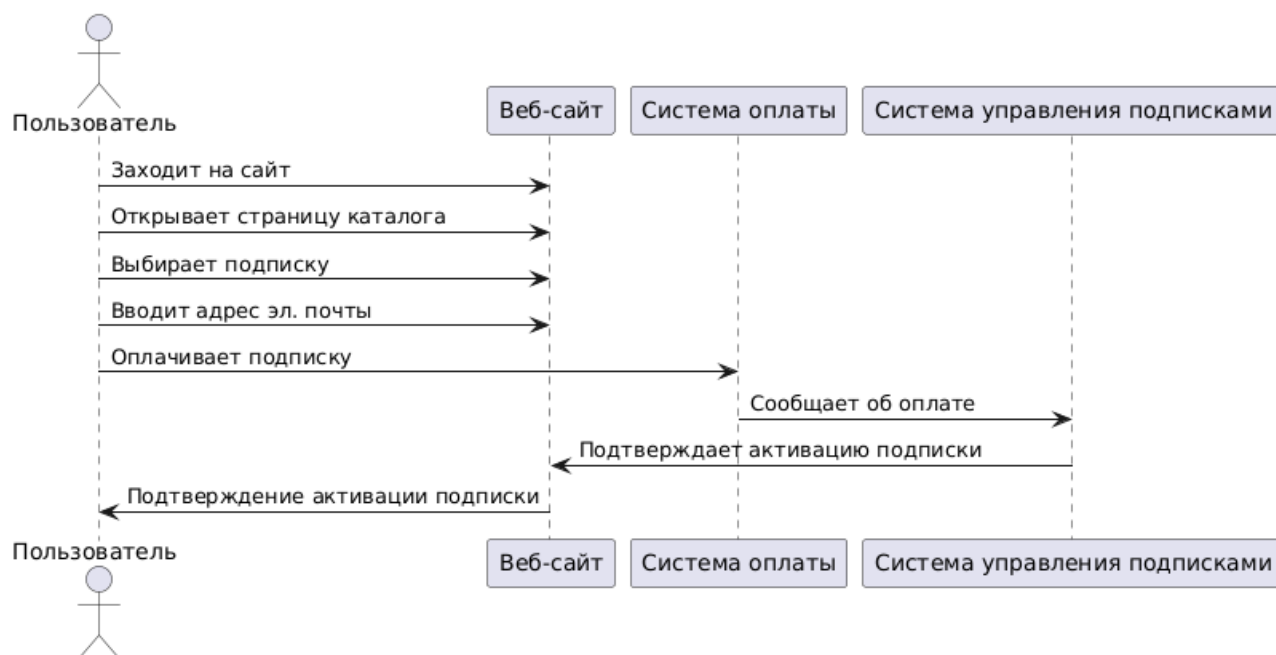 Пользователь
Веб-сайт
Система оплаты
Система управления подписками
Заходит на сайт
Открывает страницу каталога
Выбирает подписку
Вводит адрес эл. почты
Оплачивает подписку
Сообщает об оплате
Подтверждает активацию подписки
Подтверждение активации подписки
Пользователь
Веб-сайт
Система оплаты
Система управления подписками